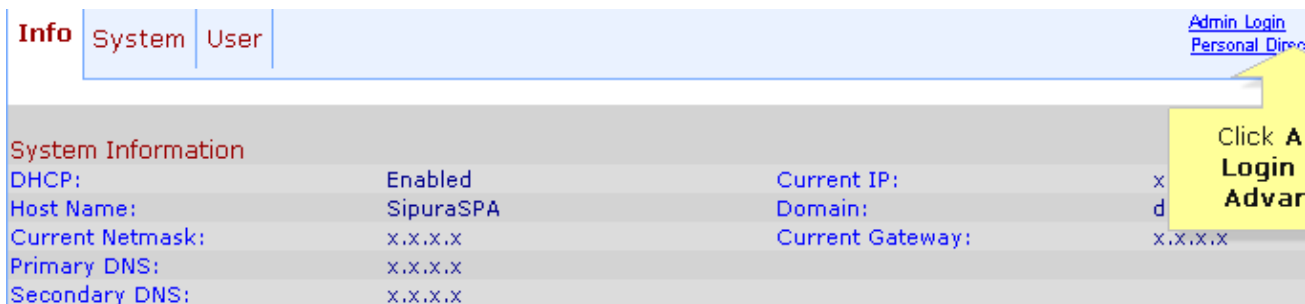 Info System User
Admin Login
Personal
Click
Login
System Information
DHCP: Enabled Current IP: x
Host Name: SipuraSPA Domain: d
Current Netmask: x.x.x.x Current Gateway: x.x.x.x
Primary DNS: x.x.x.x
Secondary DNS: x.x.x.x